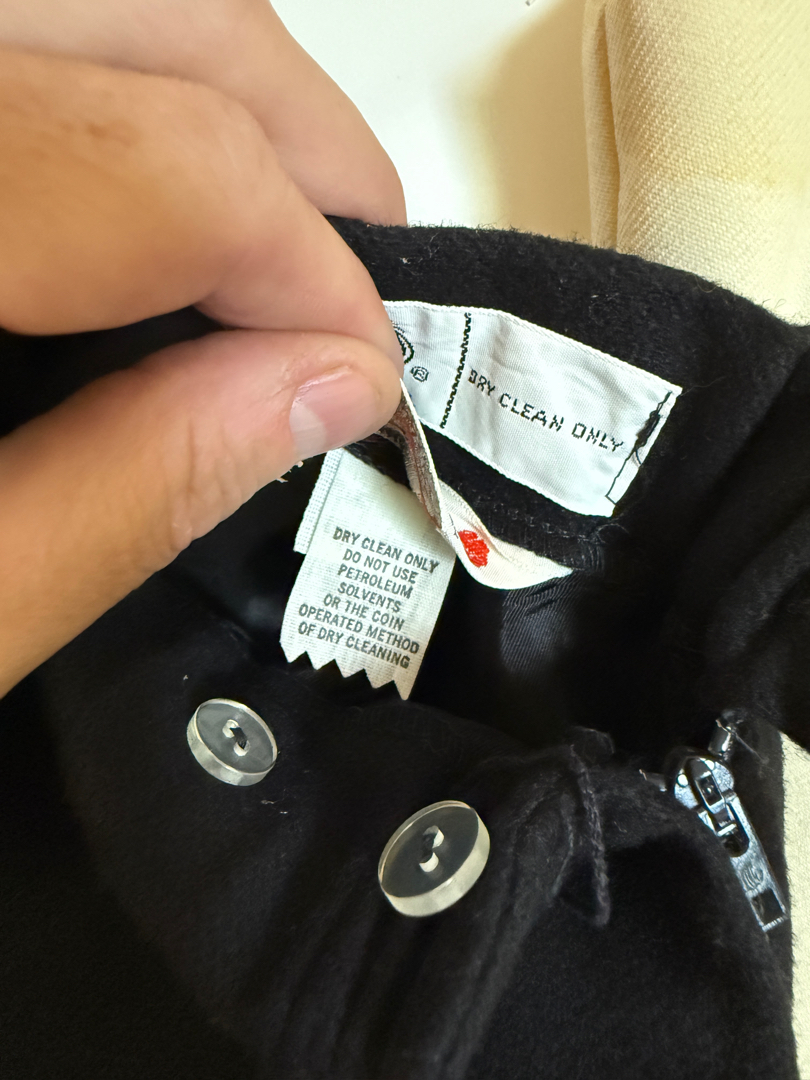 ®
DRY CLEAN ONLY
DRY CLEAN ONLY
DO NOT USE
PETROLEUM
SOLVENTS
OR THE COIN
OPERATED METHOD
OF DRY CLEANING